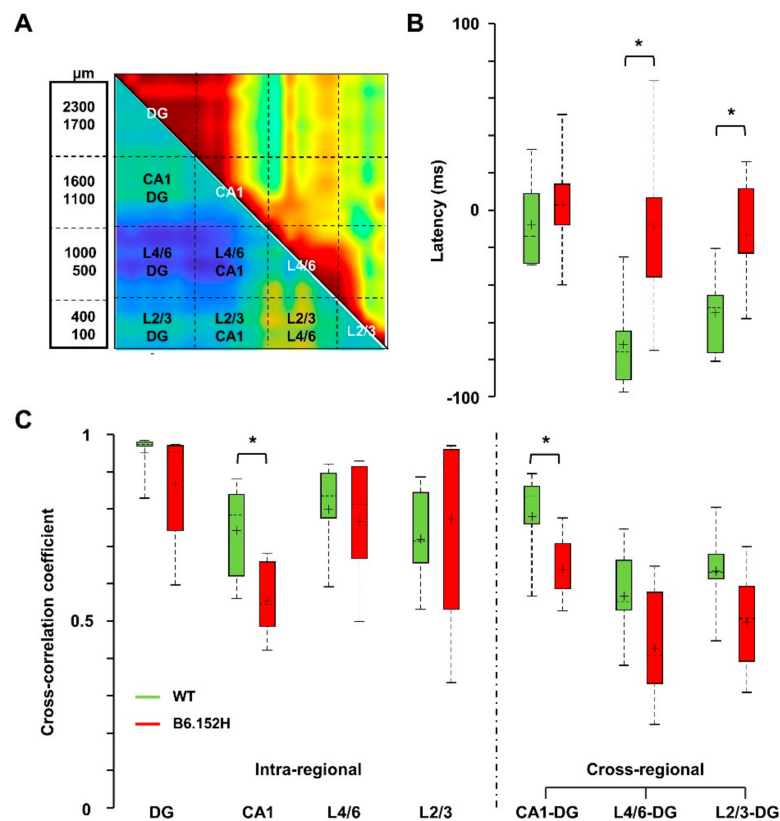 A
µm
2300
1700
1600
1100
1000
500
400
100
DG
CA1
DG
CA1
L4/6
DG
L4/6
CA1
L4/6
L2/3
DG
L2/3
CA1
L2/3
L4/6
L2/3
B
Latency (ms)
100
0
-100
*
*
C
Cross-correlation coefficient
1
0.5
0
*
*
WT
B6.152H
Intra-regional
Cross-regional
DG CA1 L4/6 L2/3 CA1-DG L4/6-DG L2/3-DG